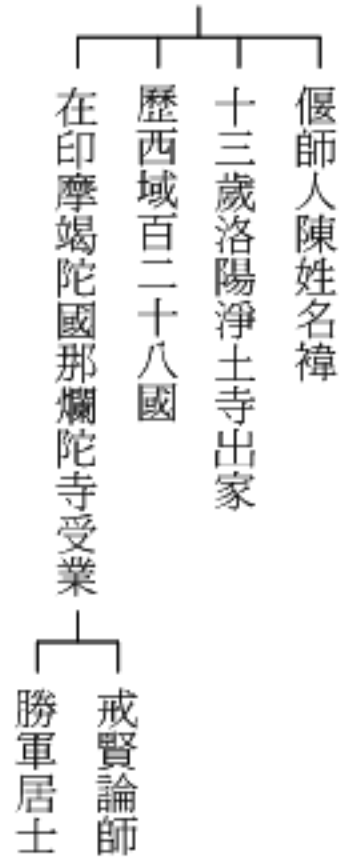 偃師人陳姓名褘
十三歲洛陽淨土寺出家
歷西域百二十八國
在印摩竭陀國那爛陀寺受業
戒賢論師
勝軍居士